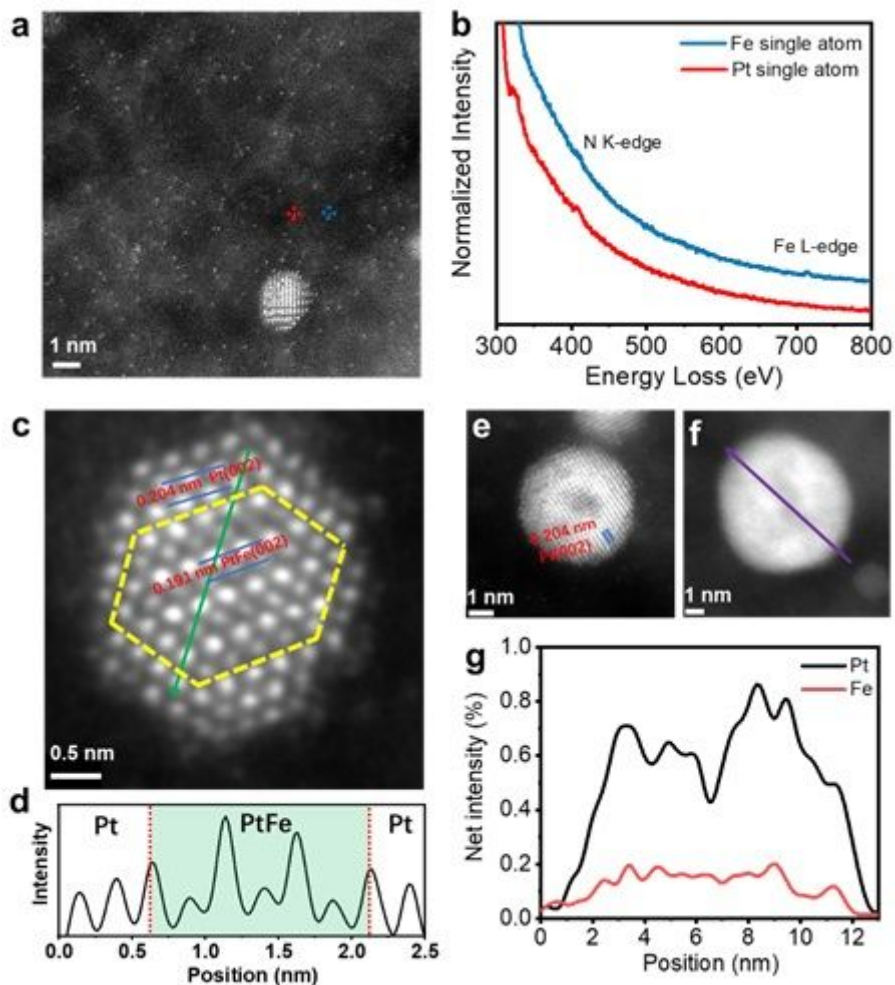 a
1 nm
b
Normalized Intensity
Fe single atom
Pt single atom
N K-edge
Fe L-edge
300 400 500 600 700 800
Energy Loss (eV)
c
0.204 nm Pt(002)
0.191 nm PtFe(002)
0.5 nm
d
Intensity
Pt PtFe Pt
0.0 0.5 1.0 1.5 2.0 2.5
Position (nm)
e
0.204 nm
Pt(002)
1 nm
f
1 nm
g
Net intensity (%)
1.0
0.8
0.6
0.4
0.2
0.0
Pt
Fe
0 2 4 6 8 10 12
Position (nm)